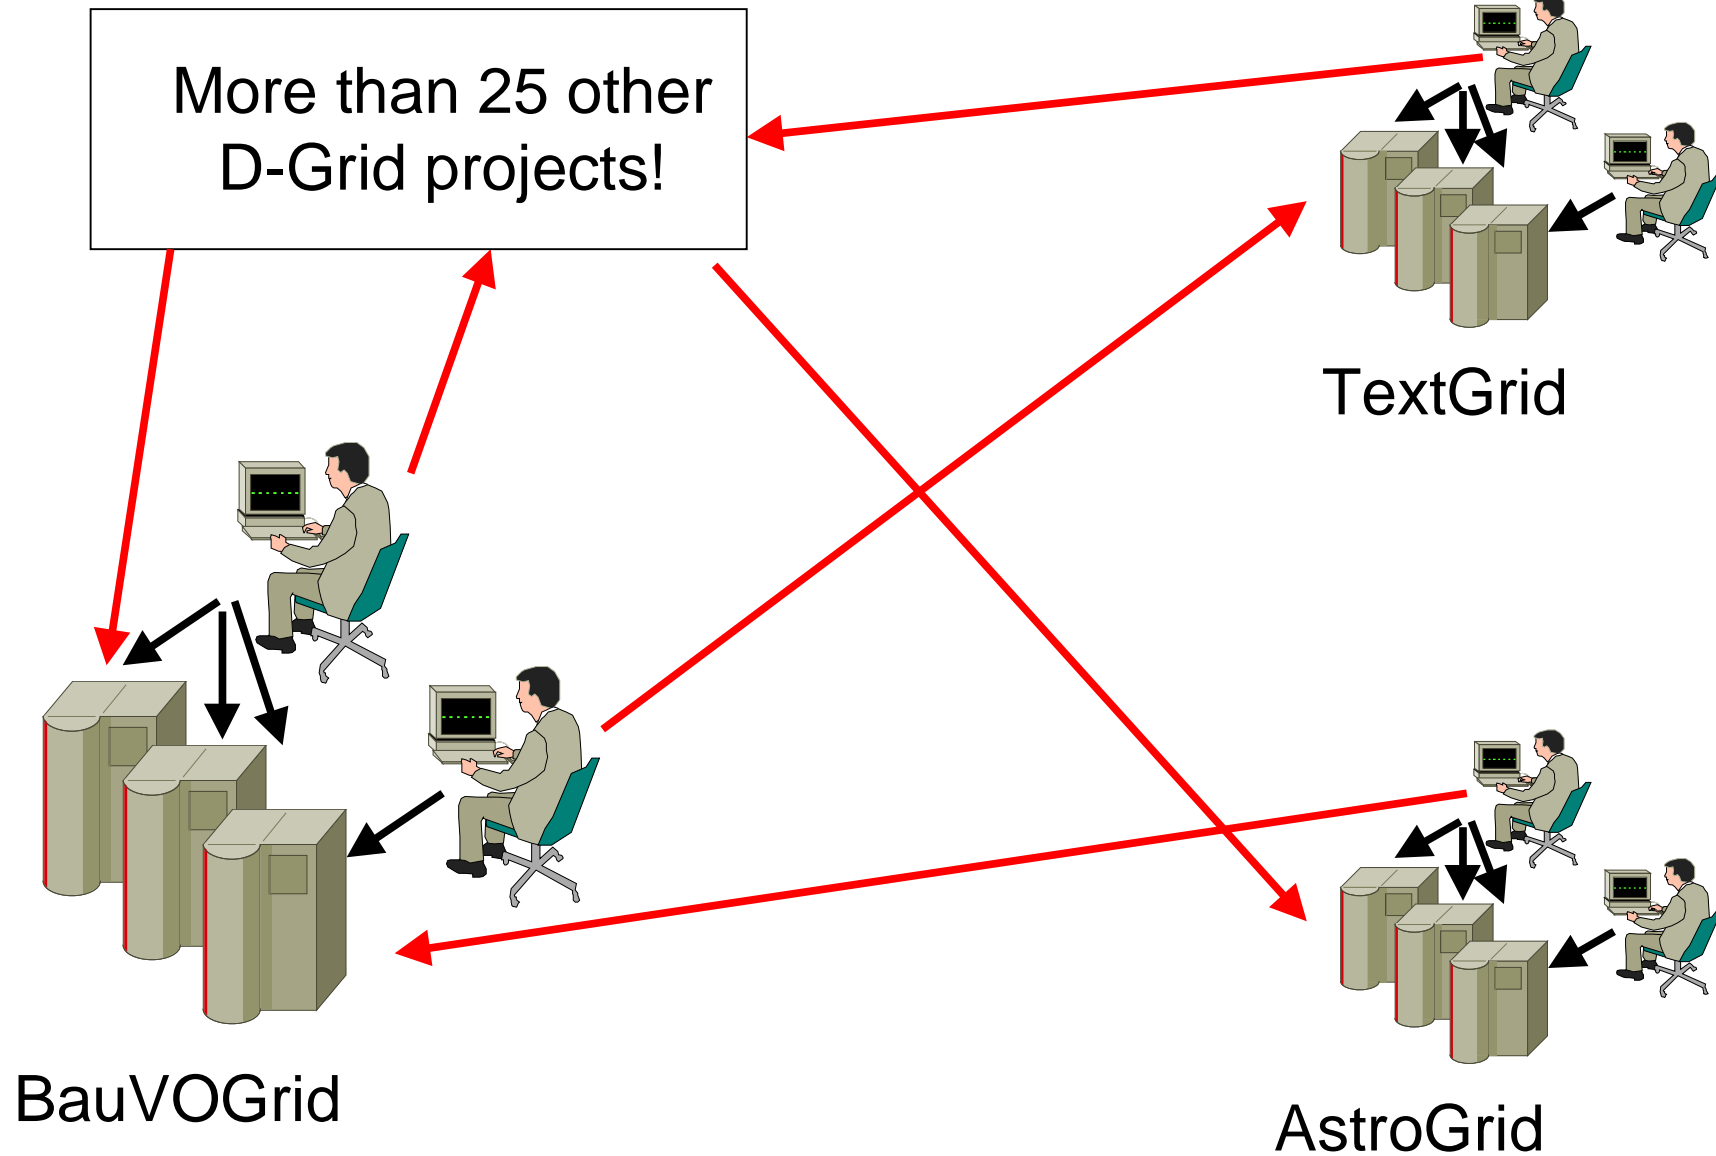 More than 25 other
D-Grid projects!
TextGrid
BauVOGrid
AstroGrid